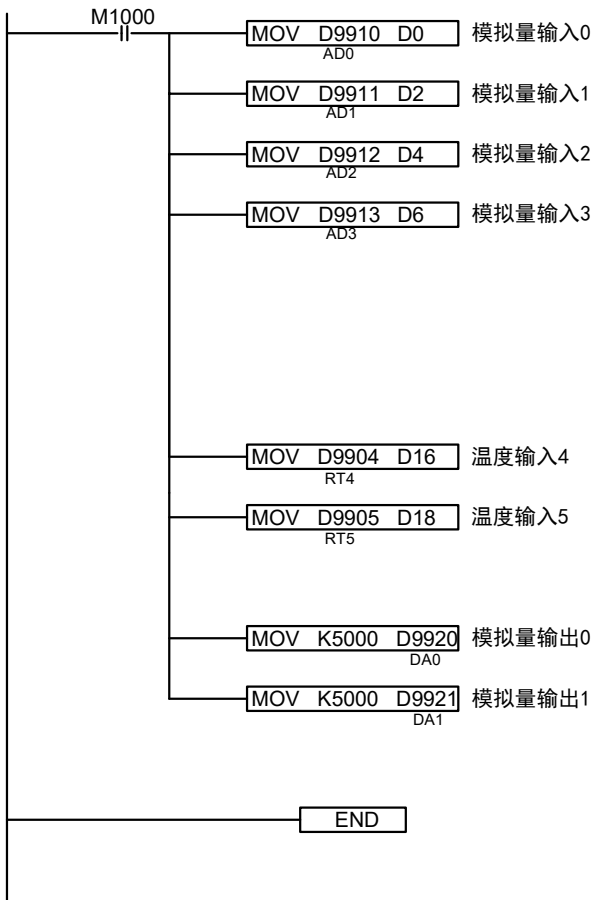 M1000
MOV D9910 D0 模拟量输入0
AD0
MOV D9911 D2 模拟量输入1
AD1
MOV D9912 D4 模拟量输入2
AD2
MOV D9913 D6 模拟量输入3
AD3
MOV D9904 D16 温度输入4
RT4
MOV D9905 D18 温度输入5
RT5
MOV K5000 D9920 模拟量输出0
DA0
MOV K5000 D9921 模拟量输出1
DA1
END